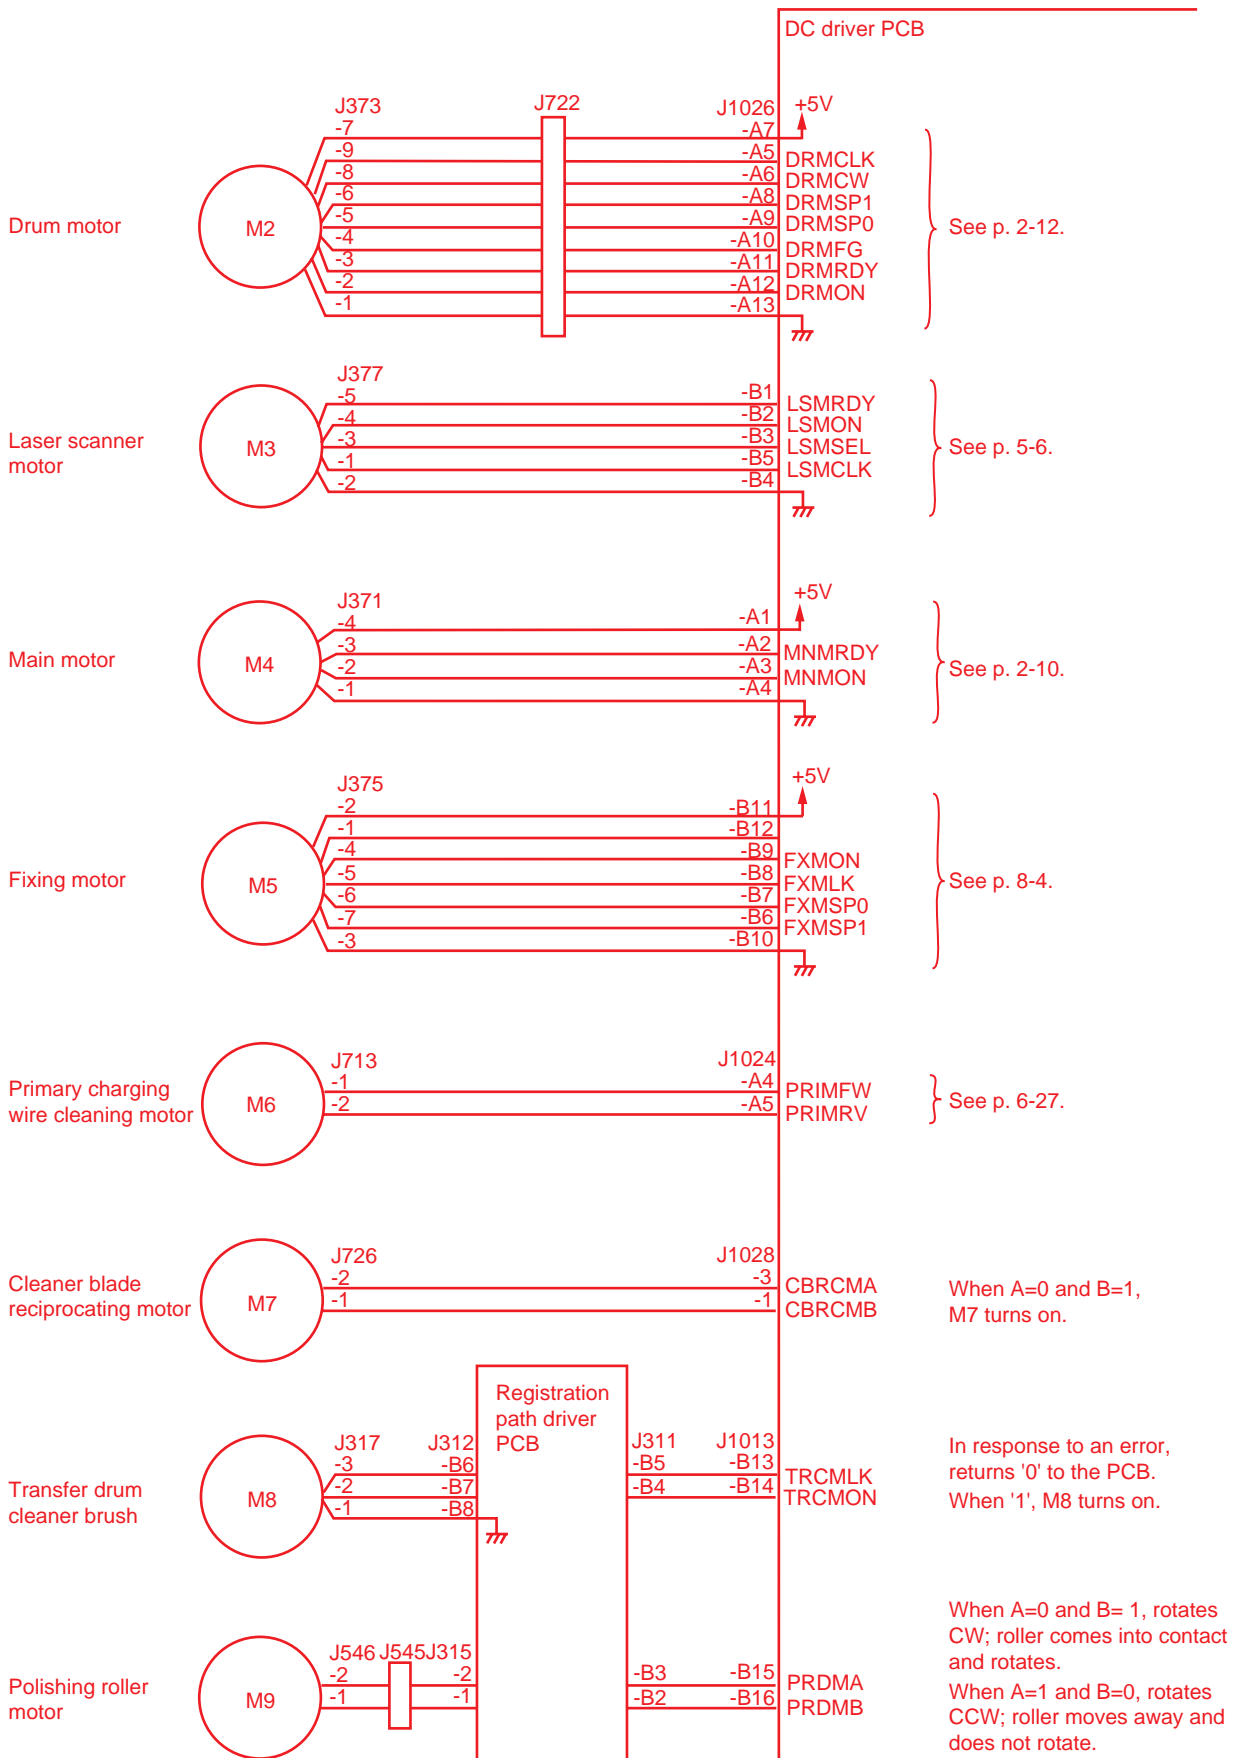 DC driver PCB
J373
J722
J1026
+5V
-7
-A7
-9
-A5
DRMCLK
-8
-A6
DRMCW
-6
-A8
DRMSP1
-5
-A9
DRMSP0
-4
-A10
DRMFG
-3
-A11
DRMRDY
-2
-A12
DRMON
-1
-A13
Drum motor
M2
See p. 2-12.
J377
-5
-B1
LSMRDY
-4
-B2
LSMON
-3
-B3
LSMSEL
-1
-B5
LSMCLK
-2
-B4
Laser scanner
motor
M3
See p. 5-6.
J371
+5V
-4
-A1
-3
-A2
MNMRDY
-2
-A3
MNMON
-1
-A4
Main motor
M4
See p. 2-10.
J375
+5V
-2
-B11
-1
-B12
-4
-B9
FXMON
-5
-B8
FXMLK
-6
-B7
FXMSP0
-7
-B6
FXMSP1
-3
-B10
Fixing motor
M5
See p. 8-4.
J713
J1024
-1
-A4
PRIMFW
-2
-A5
PRIMRV
Primary charging
wire cleaning motor
M6
See p. 6-27.
J726
J1028
-2
-3
CBRCMA
-1
-1
CBRCMB
Cleaner blade
reciprocating motor
M7
When A=0 and B=1,
M7 turns on.
Registration
path driver
PCB
J317
J312
J311
J1013
-3
-B6
-B5
-B13
TRCMLK
-2
-B7
-B4
-B14
TRCMON
-1
-B8
Transfer drum
cleaner brush
M8
In response to an error,
returns '0' to the PCB.
When '1', M8 turns on.
J546
J545
J315
-2
-2
-B3
-B15
PRDMA
-1
-1
-B2
-B16
PRDMB
Polishing roller
motor
M9
When A=0 and B= 1, rotates
CW; roller comes into contact
and rotates.
When A=1 and B=0, rotates
CCW; roller moves away and
does not rotate.